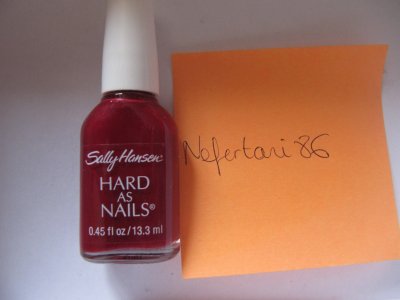 Sally Hansen®
HARD
AS
NAILS®
0.45 fl oz/13.3 ml
Nefertari86